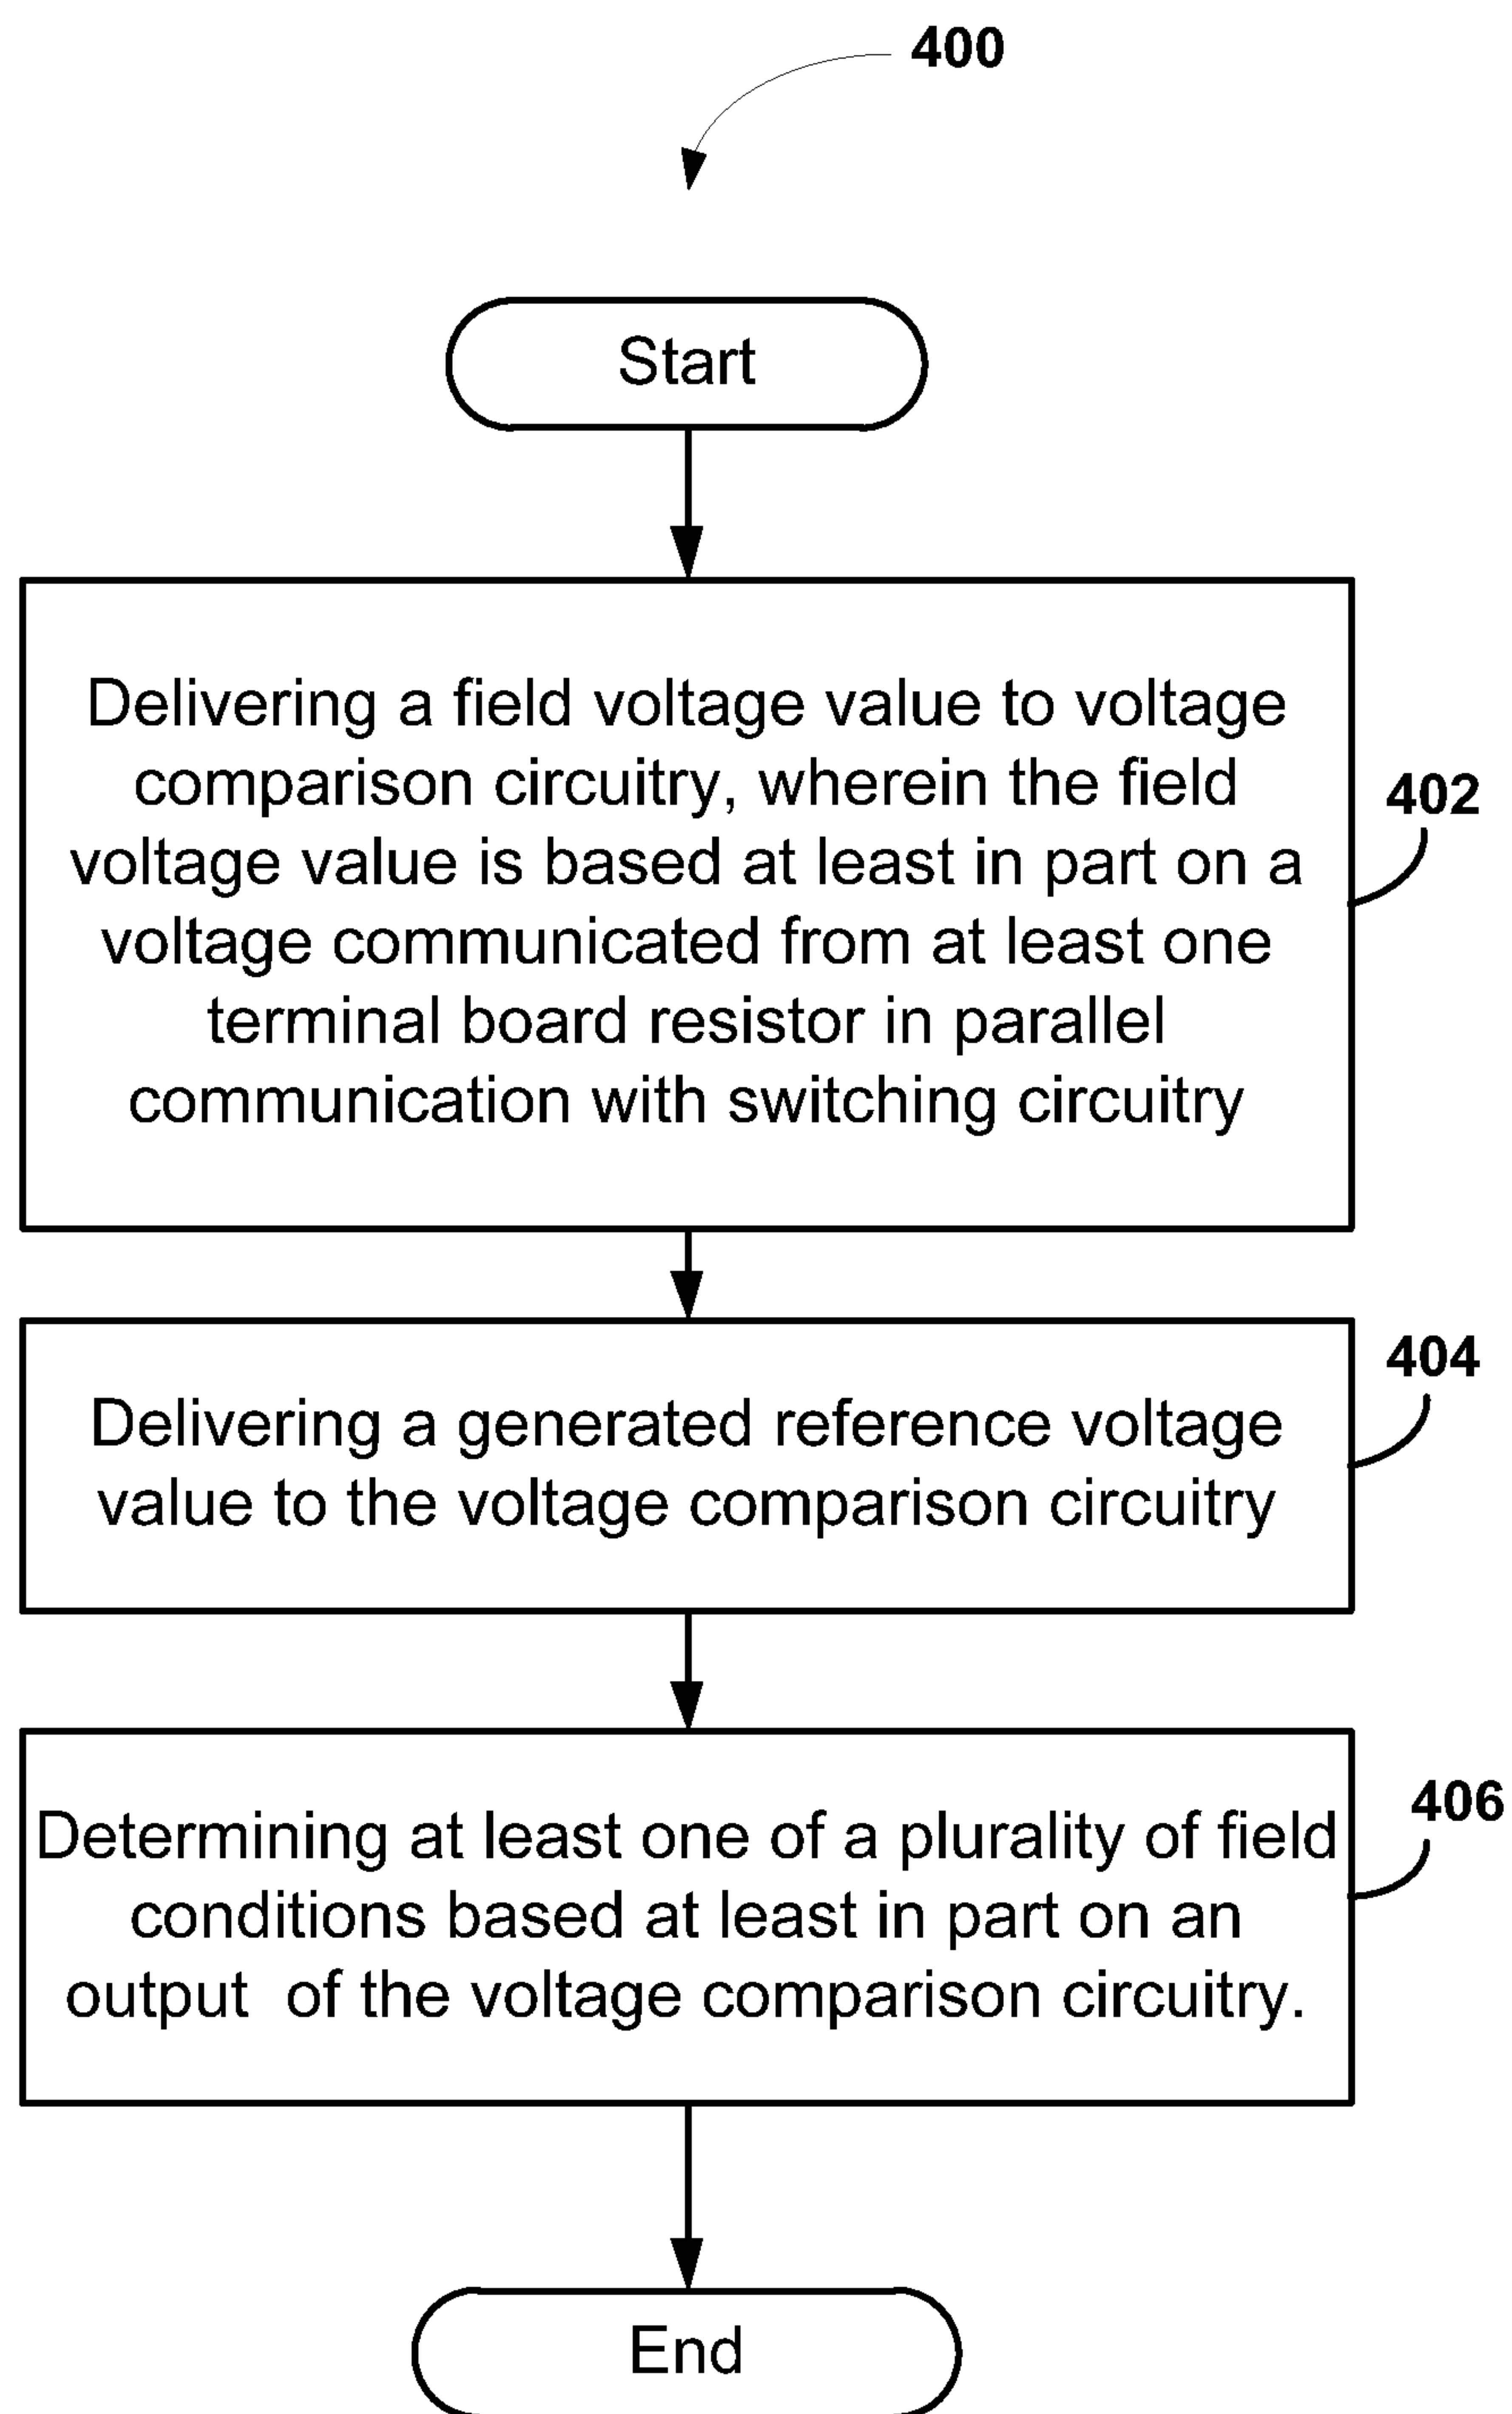 400
Start
Delivering a field voltage value to voltage
comparison circuitry, wherein the field
voltage value is based at least in part on a
voltage communicated from at least one
terminal board resistor in parallel
communication with switching circuitry
402
Delivering a generated reference voltage
value to the voltage comparison circuitry
404
Determining at least one of a plurality of field
conditions based at least in part on an
output  of the voltage comparison circuitry.
406
End